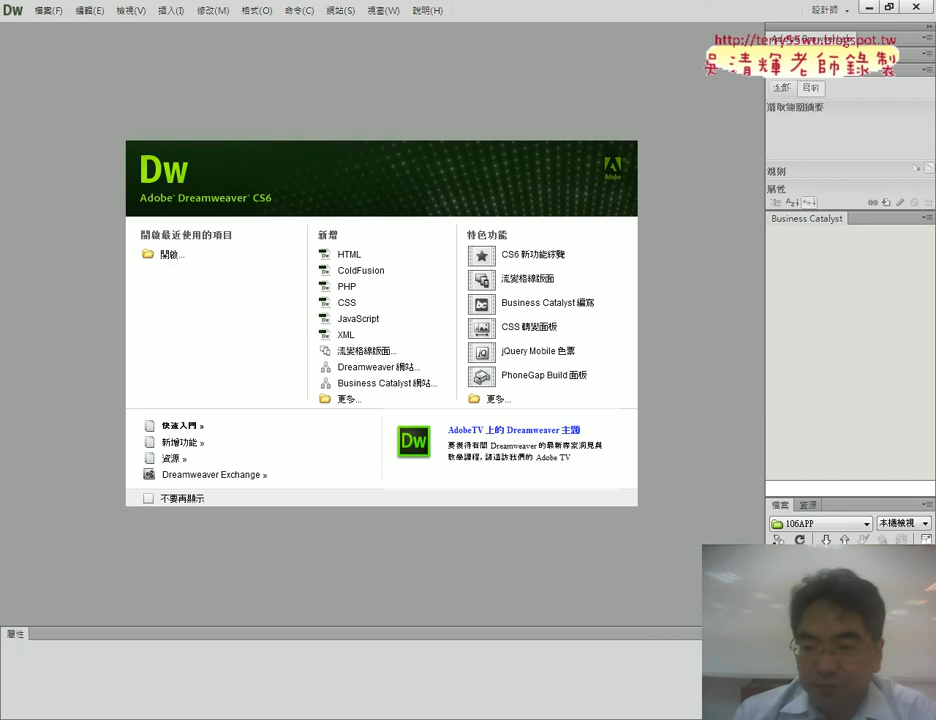 Dw 檔案(F) 編輯(E) 檢視(V) 插入(I) 修改(M) 格式(O) 命令(C) 網站(S) 視窗(W) 說明(H) 設計師
http://terry55wu.blogspot.tw
吳清輝老師錄製
全部 目前
選取範圍摘要
規則
屬性
Business Catalyst
Dw
Adobe® Dreamweaver® CS6
Adobe
開啟最近使用的項目
開啟...
新增
HTML
ColdFusion
PHP
CSS
JavaScript
XML
流變格線版面...
Dreamweaver 網站...
Business Catalyst 網站...
更多...
特色功能
CS6 新功能綜覽
流變格線版面
Business Catalyst 編寫
CSS 轉變面板
jQuery Mobile 色票
PhoneGap Build 面板
更多...
快速入門 »
新增功能 »
資源 »
Dreamweaver Exchange »
Dw
AdobeTV 上的 Dreamweaver 主題
要獲得有關 Dreamweaver 的最新專家洞見與
教學課程，請造訪我們的 Adobe TV
不要再顯示
檔案 資源
106APP 本機檢視
屬性